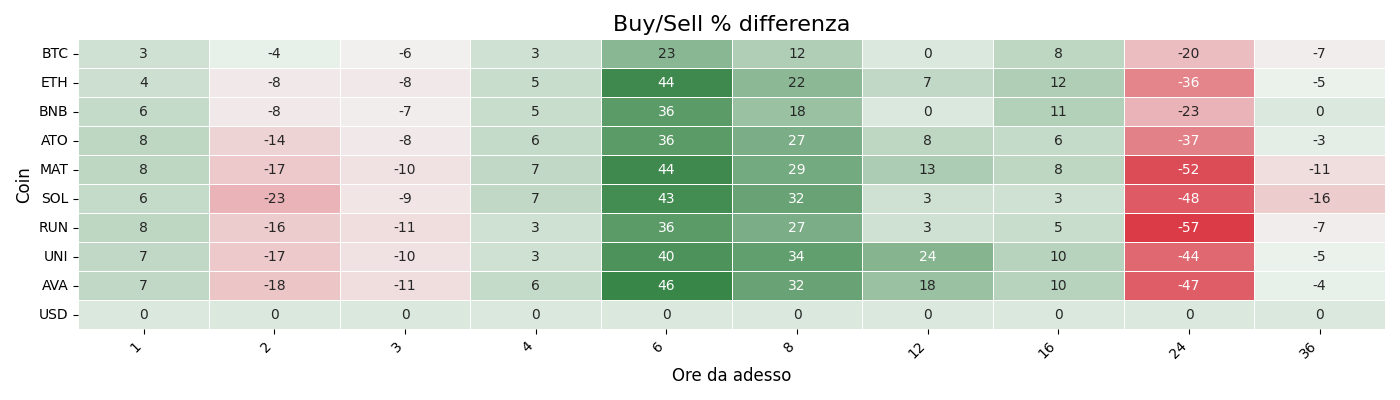 Buy/Sell % differenza
Coin
BTC 3 -4 -6 3 23 12 0 8 -20 -7
ETH 4 -8 -8 5 44 22 7 12 -36 -5
BNB 6 -8 -7 5 36 18 0 11 -23 0
ATO 8 -14 -8 6 36 27 8 6 -37 -3
MAT 8 -17 -10 7 44 29 13 8 -52 -11
SOL 6 -23 -9 7 43 32 3 3 -48 -16
RUN 8 -16 -11 3 36 27 3 5 -57 -7
UNI 7 -17 -10 3 40 34 24 10 -44 -5
AVA 7 -18 -11 6 46 32 18 10 -47 -4
USD 0 0 0 0 0 0 0 0 0 0
1 2 3 4 6 8 12 16 24 36
Ore da adesso